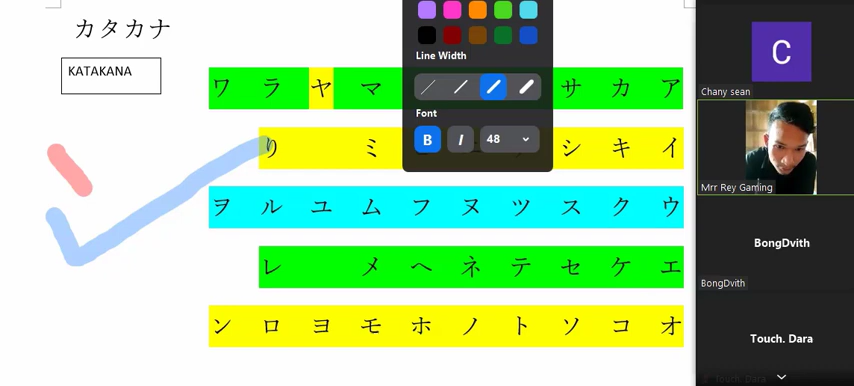 カタカナ
KATAKANA
ワ ラ ヤ マ サ カ ア
り ミ シ キ イ
ヲ ル ユ ム フ ヌ ツ ス ク ウ
レ メ ヘ ネ テ セ ケ エ
ン ロ ヨ モ ホ ノ ト ソ コ オ
Line Width
Font
B I 48
C
Chany sean
Mrr Rey Gaming
BongDvith
BongDvith
Touch. Dara
Touch. Dara